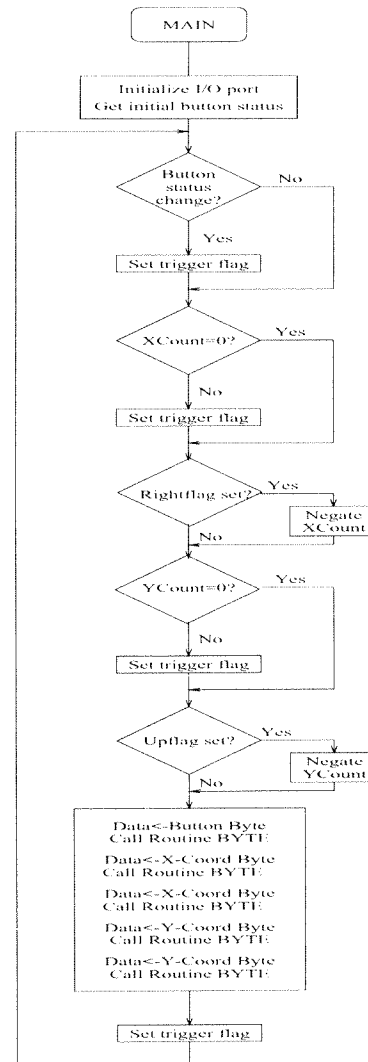 MAIN
Initialize I/O port
Get initial button status
Button
status
change?
No
Yes
Set trigger flag
XCount=0?
Yes
No
Set trigger flag
Rightflag set?
Yes
Negate
XCount
No
YCount=0?
Yes
No
Set trigger flag
Upflag set?
Yes
Negate
YCount
No
Data<-Button Byte
Call Routine BYTE
Data<-X-Coord Byte
Call Routine BYTE
Data<-X-Coord Byte
Call Routine BYTE
Data<-Y-Coord Byte
Call Routine BYTE
Data<-Y-Coord Byte
Call Routine BYTE
Set trigger flag